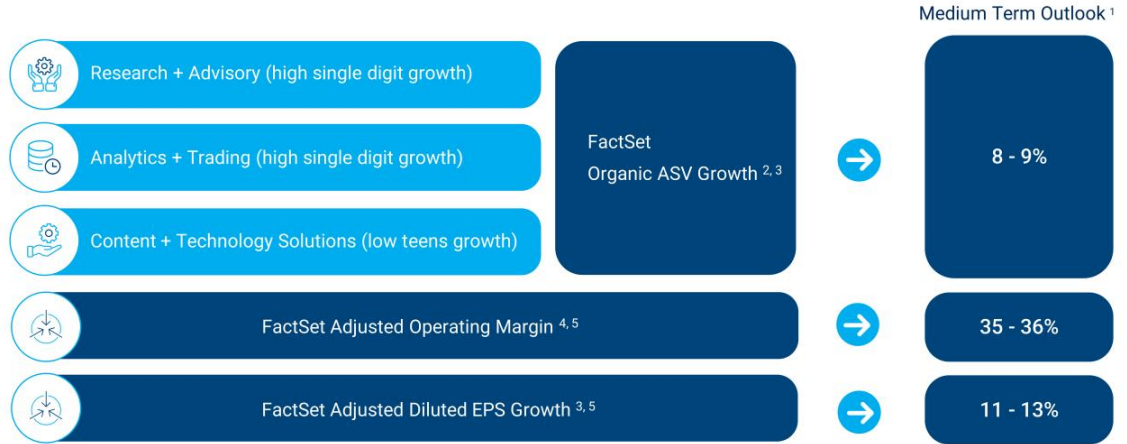 Medium Term Outlook ¹
Research + Advisory (high single digit growth)
Analytics + Trading (high single digit growth)
Content + Technology Solutions (low teens growth)
FactSet
Organic ASV Growth ²˒ ³
8 - 9%
FactSet Adjusted Operating Margin ⁴˒ ⁵
35 - 36%
FactSet Adjusted Diluted EPS Growth ³˒ ⁵
11 - 13%